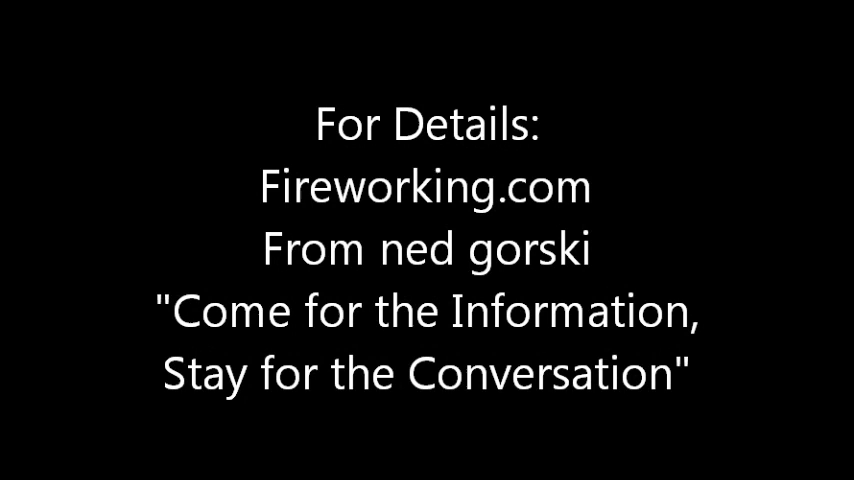 For Details:
Fireworking.com
From ned gorski
"Come for the Information,
Stay for the Conversation"